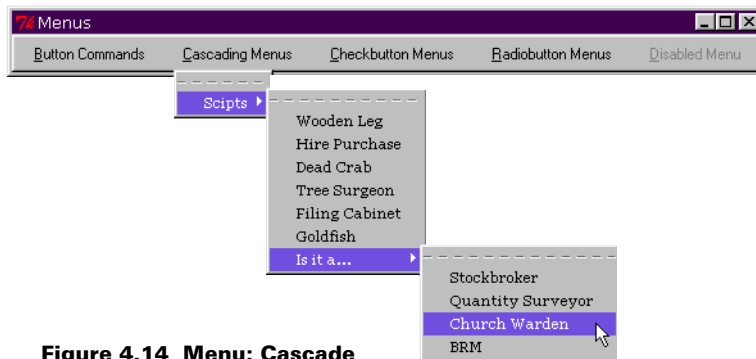 Menus
Button Commands Cascading Menus Checkbutton Menus Radiobutton Menus Disabled Menu
Scipts
Wooden Leg
Hire Purchase
Dead Crab
Tree Surgeon
Filing Cabinet
Goldfish
Is it a...
Stockbroker
Quantity Surveyor
Church Warden
BRM
Figure 4.14 Menu: Cascade